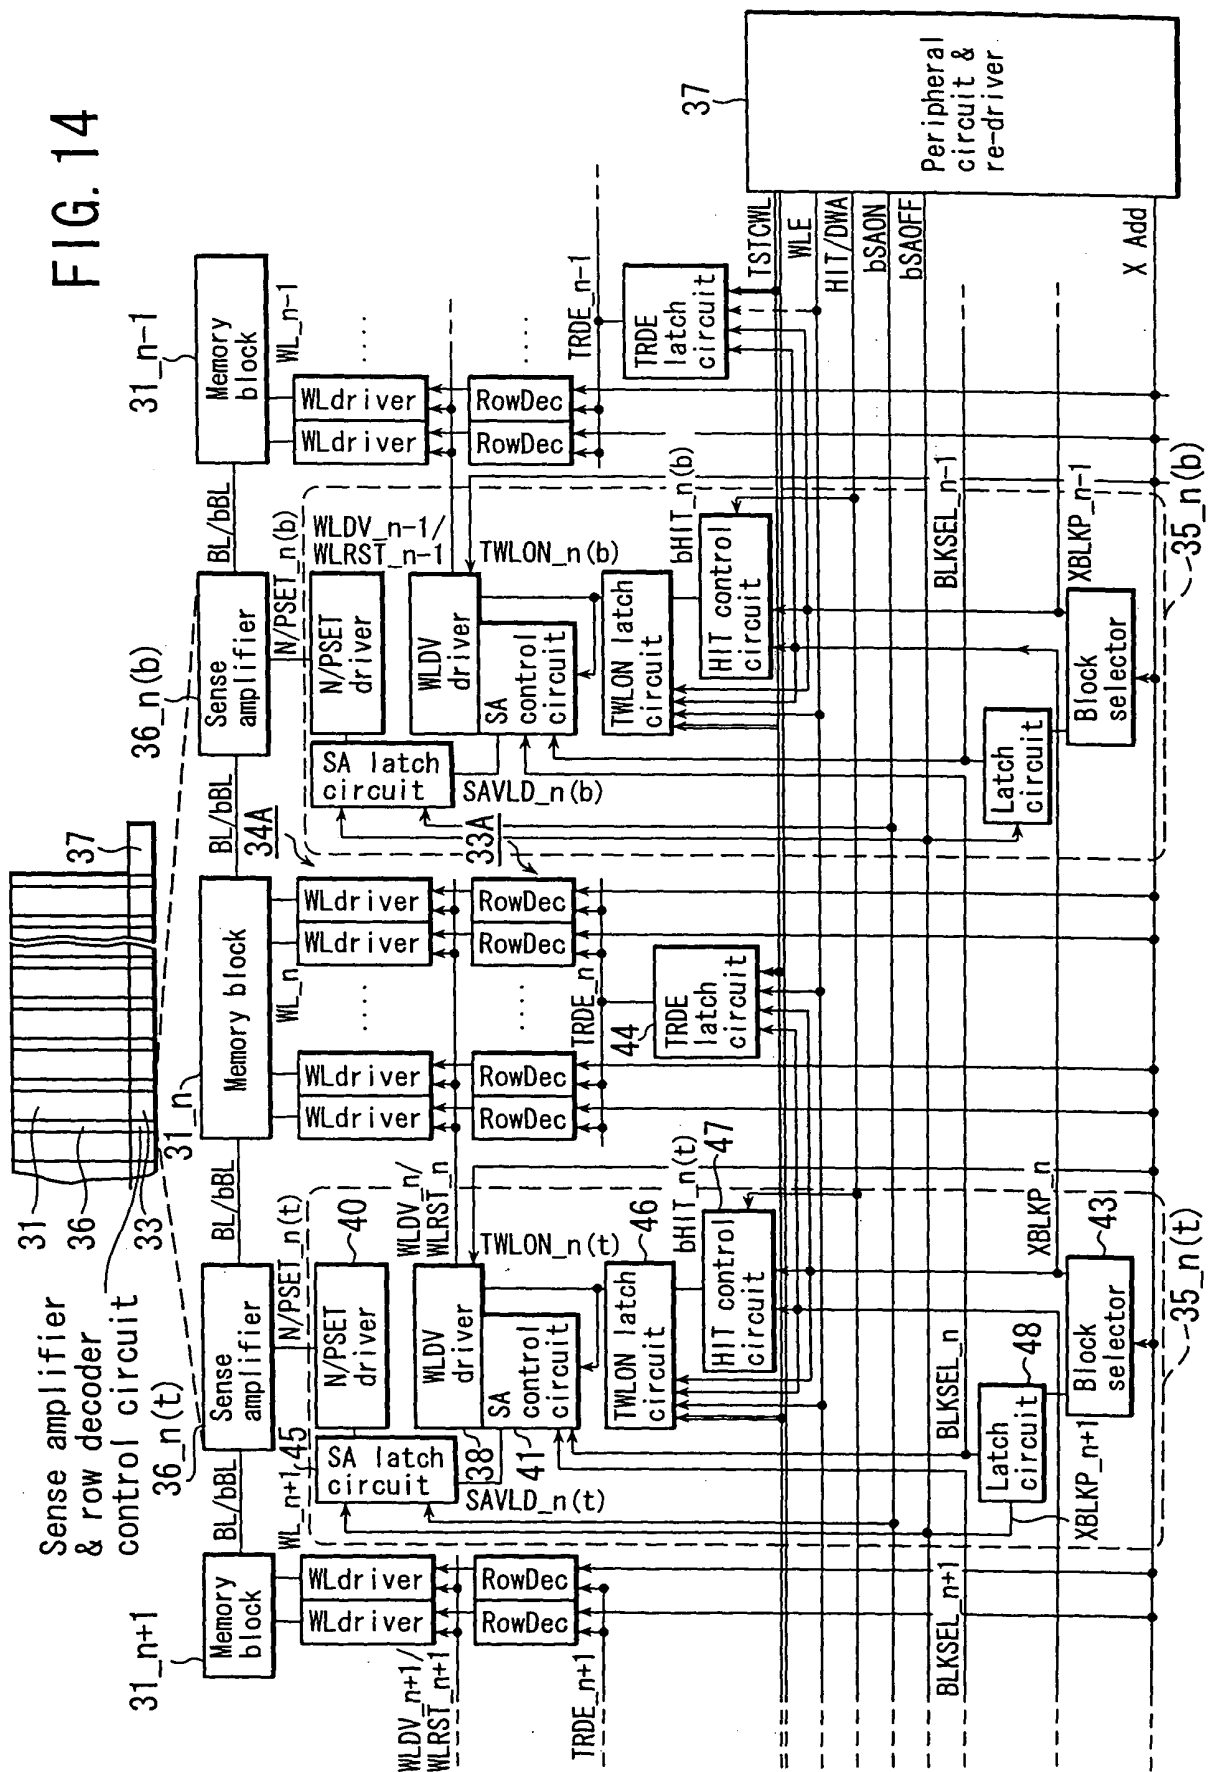 FIG. 14
Sense amplifier
& row decoder
control circuit
31
36
33
37
31_n+1
36_n(t)
31_n
36_n(b)
31_n-1
Memory
block
BL/bBL
Sense
amplifier
BL/bBL
Memory block
BL/bBL
Sense
amplifier
BL/bBL
Memory
block
WL_n+1
45
N/PSET_n(t)
40
WL_n
34A
N/PSET_n(b)
WL_n-1
WLdriver
WLdriver
SA latch
circuit
N/PSET
driver
WLdriver
WLdriver
....
WLdriver
WLdriver
SA latch
circuit
N/PSET
driver
WLdriver
WLdriver
....
WLDV_n+1/
WLRST_n+1
WLDV_n/
WLRST_n
WLDV_n-1/
WLRST_n-1
38
41
SAVLD_n(t)
WLDV
driver
SA
control
circuit
TWLON_n(t)
33A
SAVLD_n(b)
WLDV
driver
SA
control
circuit
TWLON_n(b)
RowDec
RowDec
RowDec
RowDec
....
RowDec
RowDec
RowDec
RowDec
....
TRDE_n+1
TRDE_n
TRDE_n-1
TWLON latch
circuit
46
44
TRDE
latch
circuit
TWLON latch
circuit
TRDE
latch
circuit
bHIT_n(t)
47
HIT control
circuit
bHIT_n(b)
HIT control
circuit
TSTCWL
WLE
HIT/DWA
bSAON
bSAOFF
X Add
37
Peripheral
circuit &
re-driver
BLKSEL_n+1
BLKSEL_n
BLKSEL_n-1
Latch
circuit
48
Latch
circuit
XBLKP_n+1
XBLKP_n
XBLKP_n-1
Block
selector
43
Block
selector
35_n(t)
35_n(b)